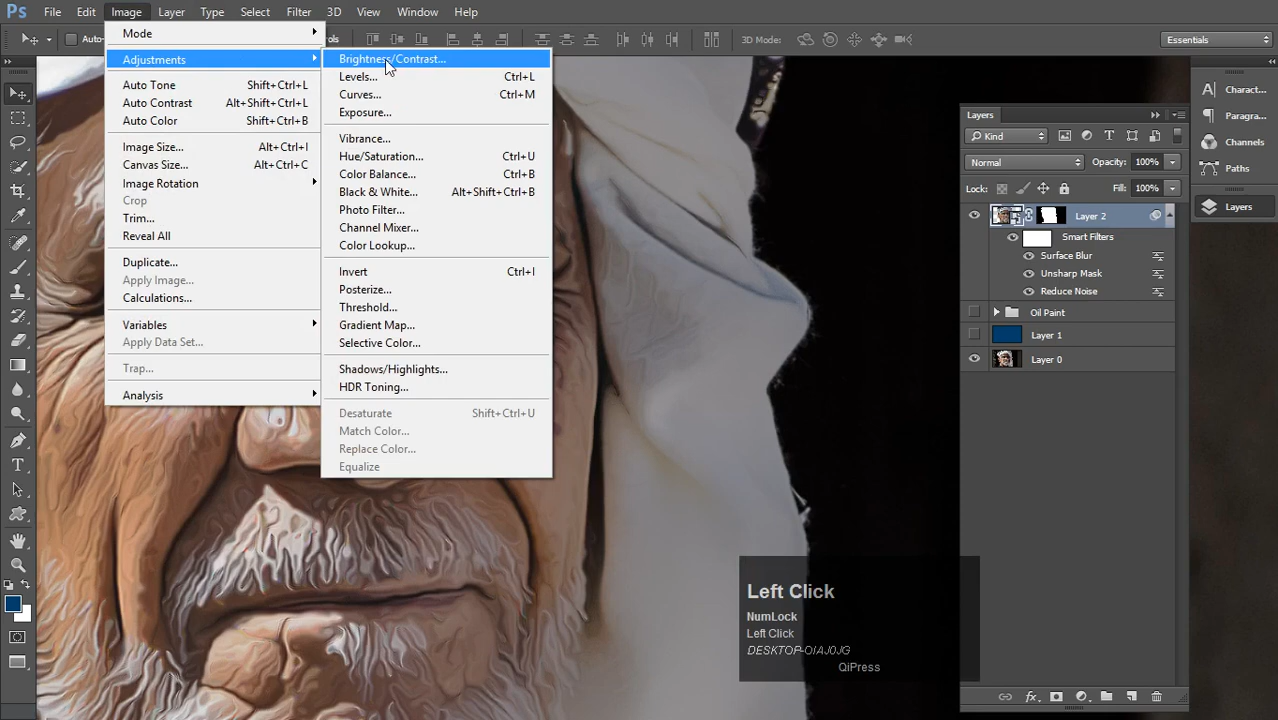 Ps File Edit Image Layer Type Select Filter 3D View Window Help
Auto- 3D Mode: Essentials
Mode
Adjustments
Auto Tone Shift+Ctrl+L
Auto Contrast Alt+Shift+Ctrl+L
Auto Color Shift+Ctrl+B
Image Size... Alt+Ctrl+I
Canvas Size... Alt+Ctrl+C
Image Rotation
Crop
Trim...
Reveal All
Duplicate...
Apply Image...
Calculations...
Variables
Apply Data Set...
Trap...
Analysis
Brightness/Contrast...
Levels... Ctrl+L
Curves... Ctrl+M
Exposure...
Vibrance...
Hue/Saturation... Ctrl+U
Color Balance... Ctrl+B
Black & White... Alt+Shift+Ctrl+B
Photo Filter...
Channel Mixer...
Color Lookup...
Invert Ctrl+I
Posterize...
Threshold...
Gradient Map...
Selective Color...
Shadows/Highlights...
HDR Toning...
Desaturate Shift+Ctrl+U
Match Color...
Replace Color...
Equalize
Layers
Kind
Normal Opacity: 100%
Lock: Fill: 100%
Layer 2
Smart Filters
Surface Blur
Unsharp Mask
Reduce Noise
Oil Paint
Layer 1
Layer 0
Charact...
Paragra...
Channels
Paths
Layers
Left Click
NumLock
Left Click
DESKTOP-OIAJ0JG
QiPress